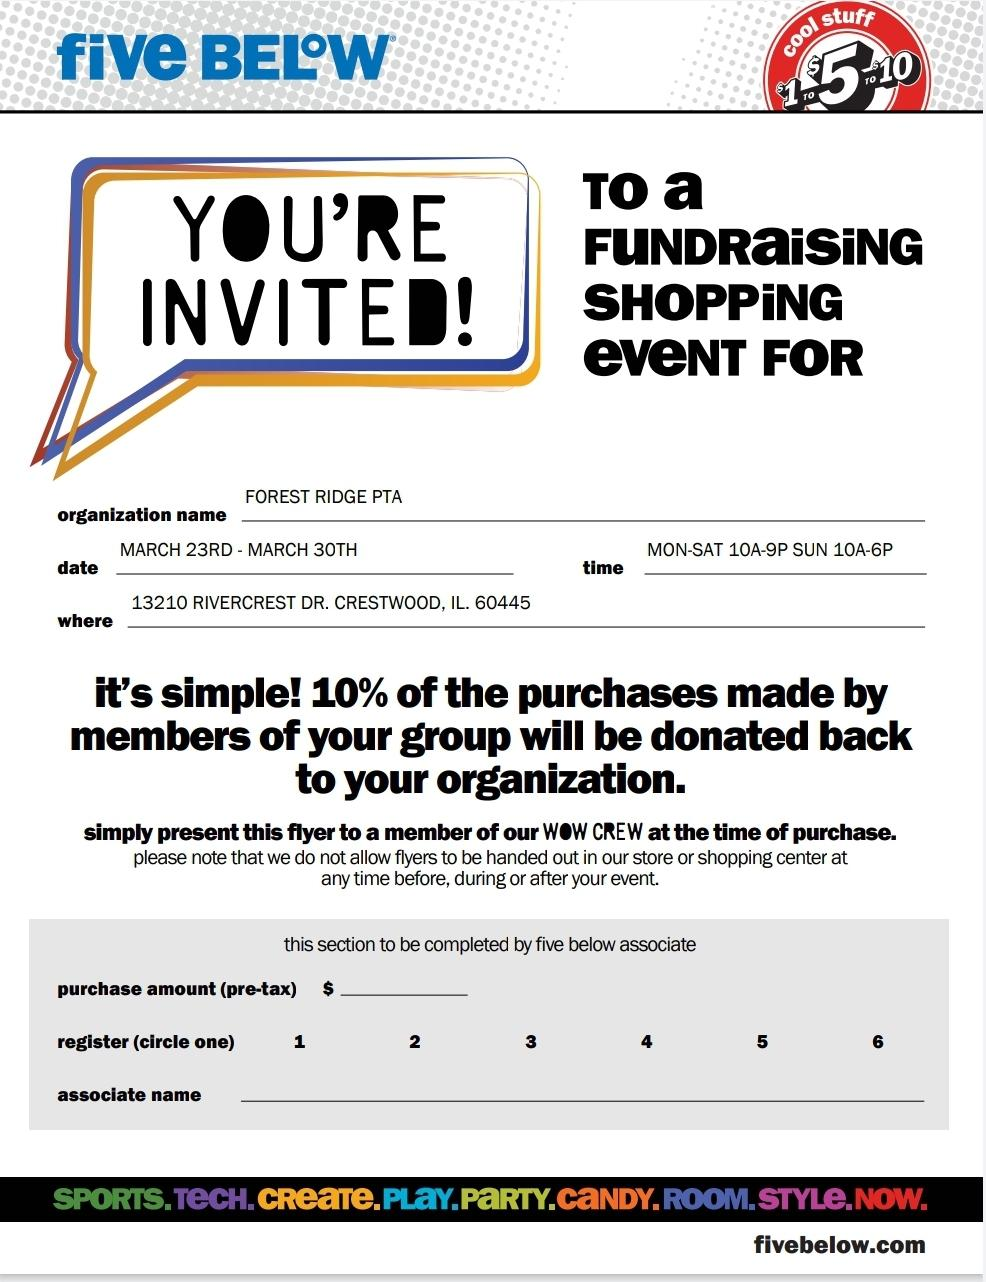 five BELOW®
cool stuff
$1 TO $5 TO $10
YOU'RE
INVITED!
TO a
FUNDRaiSiNG
SHOPPiNG
eveNT FOR
organization name FOREST RIDGE PTA
date MARCH 23RD - MARCH 30TH time MON-SAT 10A-9P SUN 10A-6P
where 13210 RIVERCREST DR. CRESTWOOD, IL. 60445
it's simple! 10% of the purchases made by
members of your group will be donated back
to your organization.
simply present this flyer to a member of our WOW CREW at the time of purchase.
please note that we do not allow flyers to be handed out in our store or shopping center at
any time before, during or after your event.
this section to be completed by five below associate
purchase amount (pre-tax) $
register (circle one) 1 2 3 4 5 6
associate name
SPORTS. TeCH. CReaTe. PLaY. PaRTY. CaNDY. ROOM. STYLe. NOW.
fivebelow.com